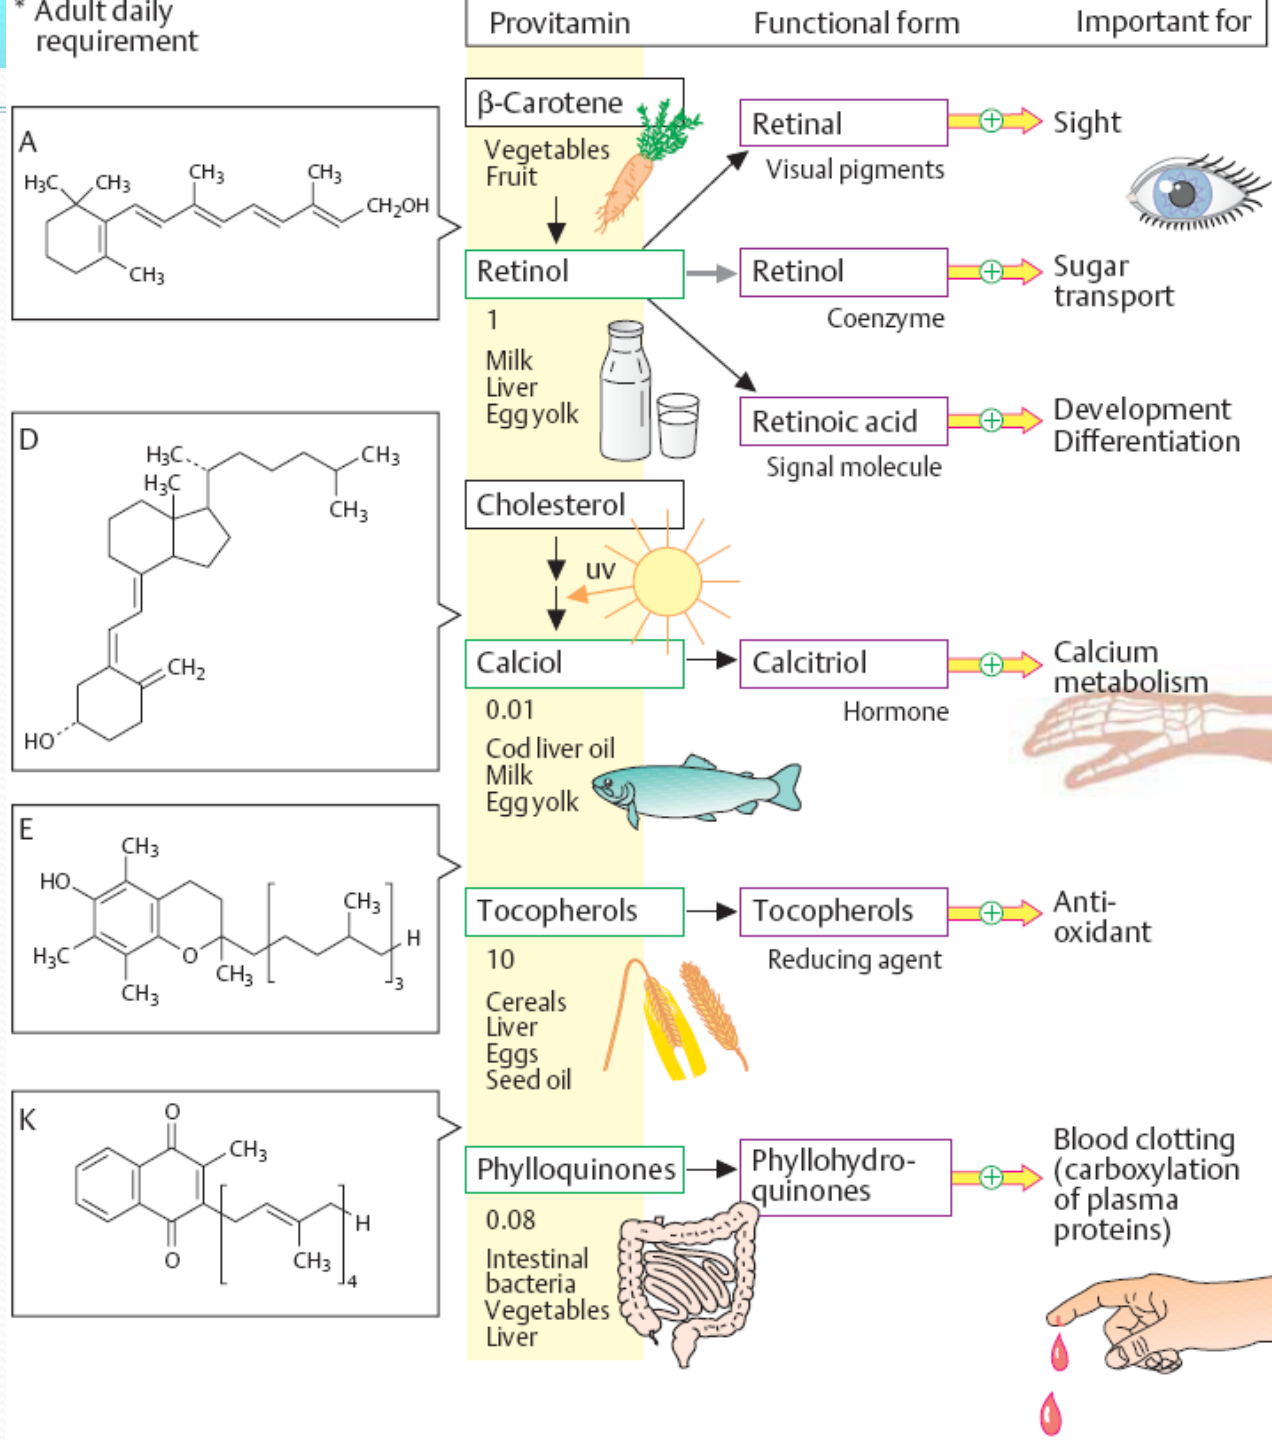 * Adult daily
requirement
Provitamin
Functional form
Important for
A
H₃C
CH₃
CH₃
CH₃
CH₂OH
CH₃
β-Carotene
Vegetables
Fruit
Retinol
1
Milk
Liver
Egg yolk
Retinal
Visual pigments
+
Sight
Retinol
Coenzyme
+
Sugar
transport
Retinoic acid
Signal molecule
+
Development
Differentiation
D
H₃C
CH₃
H₃C
CH₃
CH₂
HO
Cholesterol
uv
Calciol
0.01
Cod liver oil
Milk
Egg yolk
Calcitriol
Hormone
+
Calcium
metabolism
E
CH₃
HO
CH₃
H₃C
O
CH₃
H
3
CH₃
Tocopherols
10
Cereals
Liver
Eggs
Seed oil
Tocopherols
Reducing agent
+
Anti-
oxidant
K
O
CH₃
H
O
CH₃
4
Phylloquinones
0.08
Intestinal
bacteria
Vegetables
Liver
Phyllohydro-
quinones
+
Blood clotting
(carboxylation
of plasma
proteins)